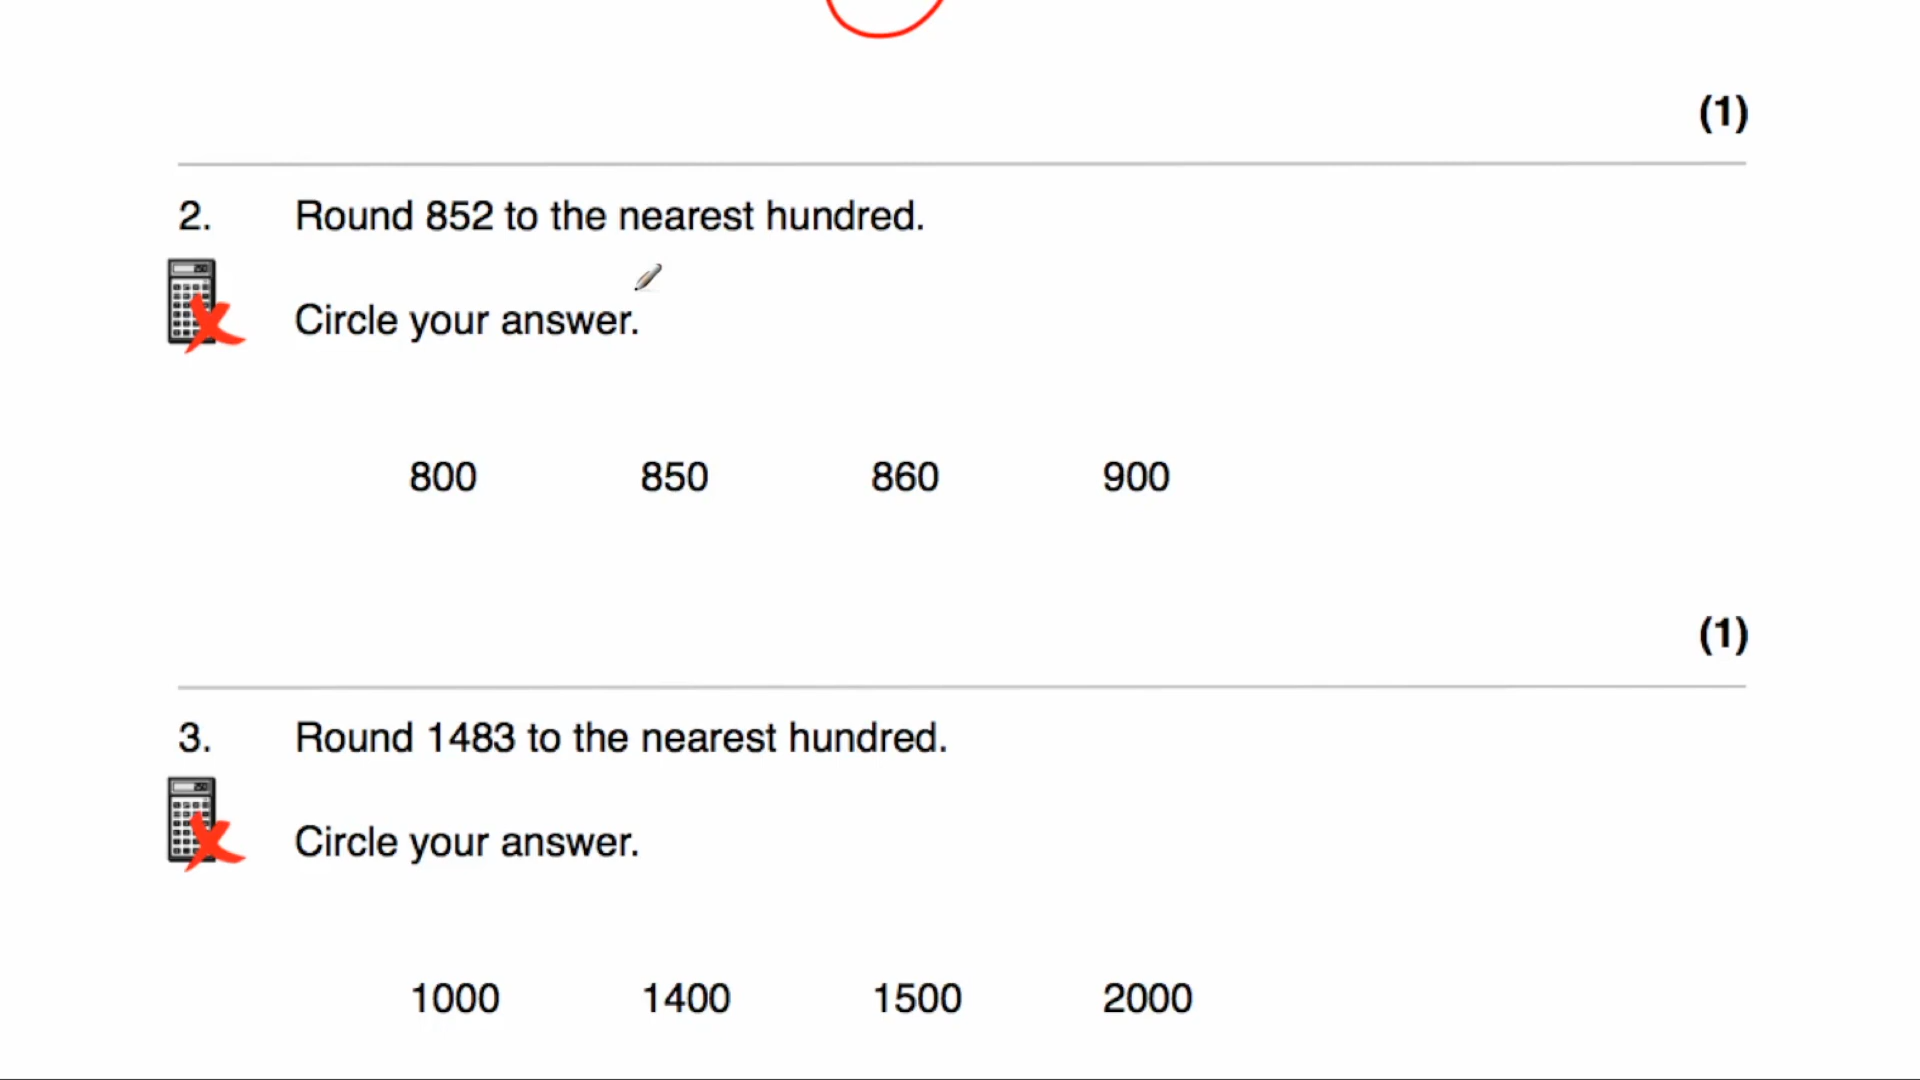 (1)
2. Round 852 to the nearest hundred.
Circle your answer.
800 850 860 900
(1)
3. Round 1483 to the nearest hundred.
Circle your answer.
1000 1400 1500 2000